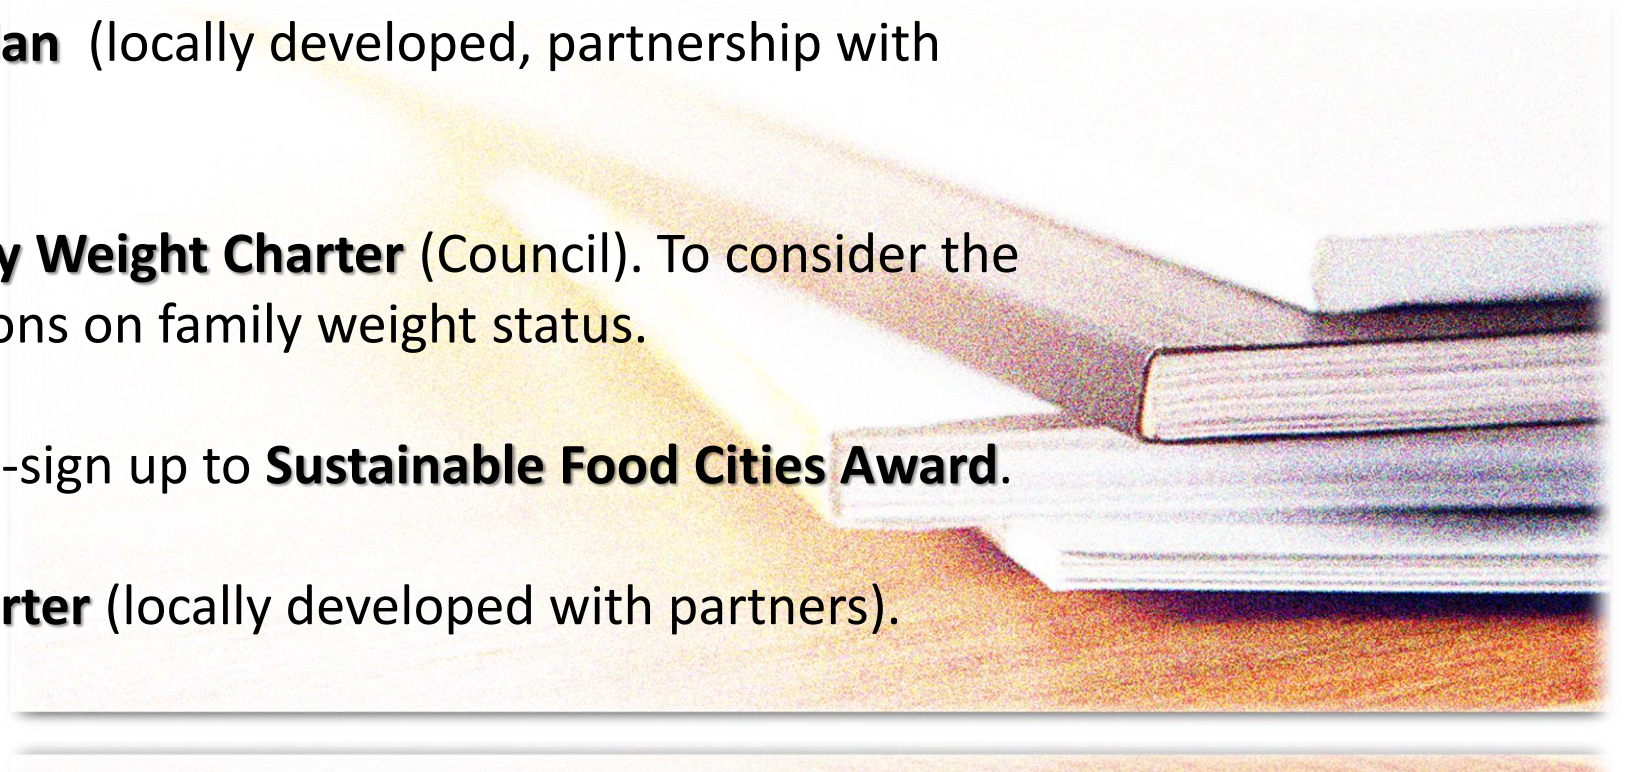 an (locally developed, partnership with
y Weight Charter (Council). To consider the
ons on family weight status.
-sign up to Sustainable Food Cities Award.
rter (locally developed with partners).